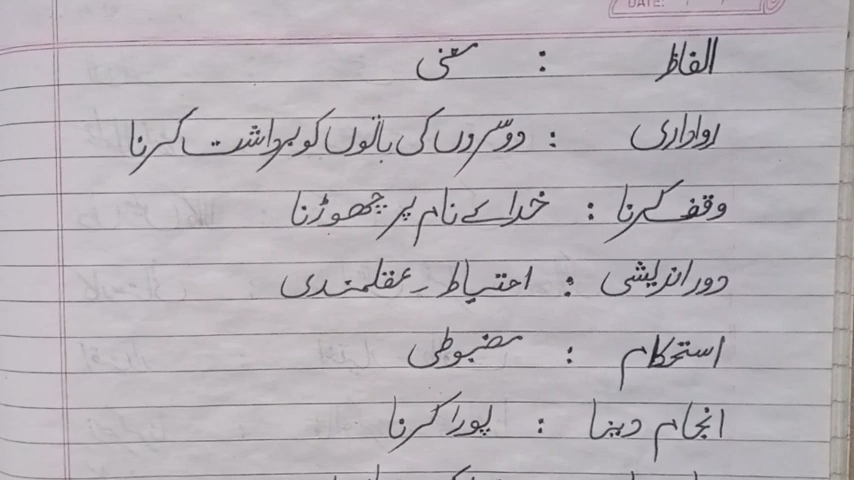 DATE:
الفاظ : معنی
رواداری : دوسروں کی باتوں کو برداشت کرنا
وقف کرنا : خدا کے نام پر چھوڑنا
دور اندیشی : احتیاط ۔ عقلمندی
استحکام : مضبوطی
انجام دینا : پورا کرنا